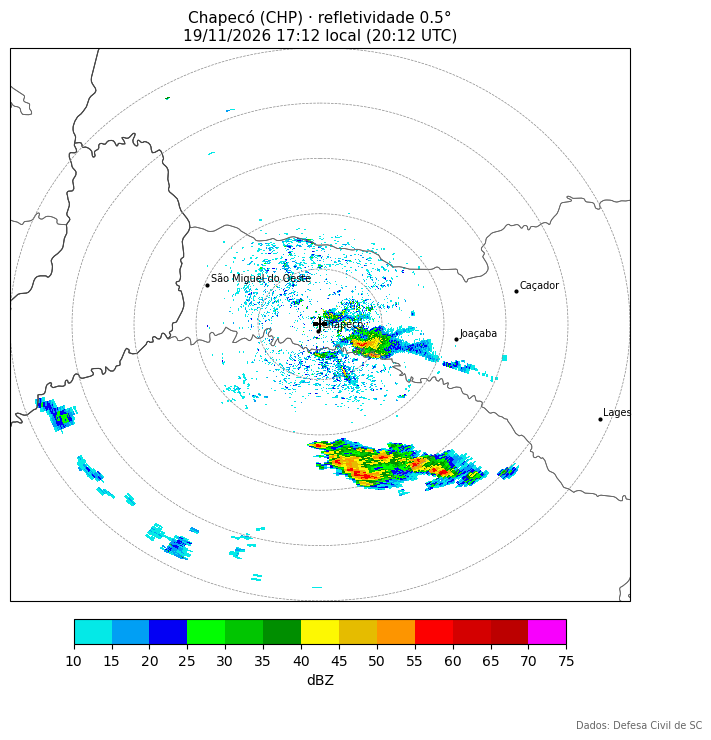 Chapecó (CHP) · refletividade 0.5°
19/11/2026 17:12 local (20:12 UTC)
São Miguel do Oeste
Caçador
Chapecó
Joaçaba
Lages
10 15 20 25 30 35 40 45 50 55 60 65 70 75
dBZ
Dados: Defesa Civil de SC